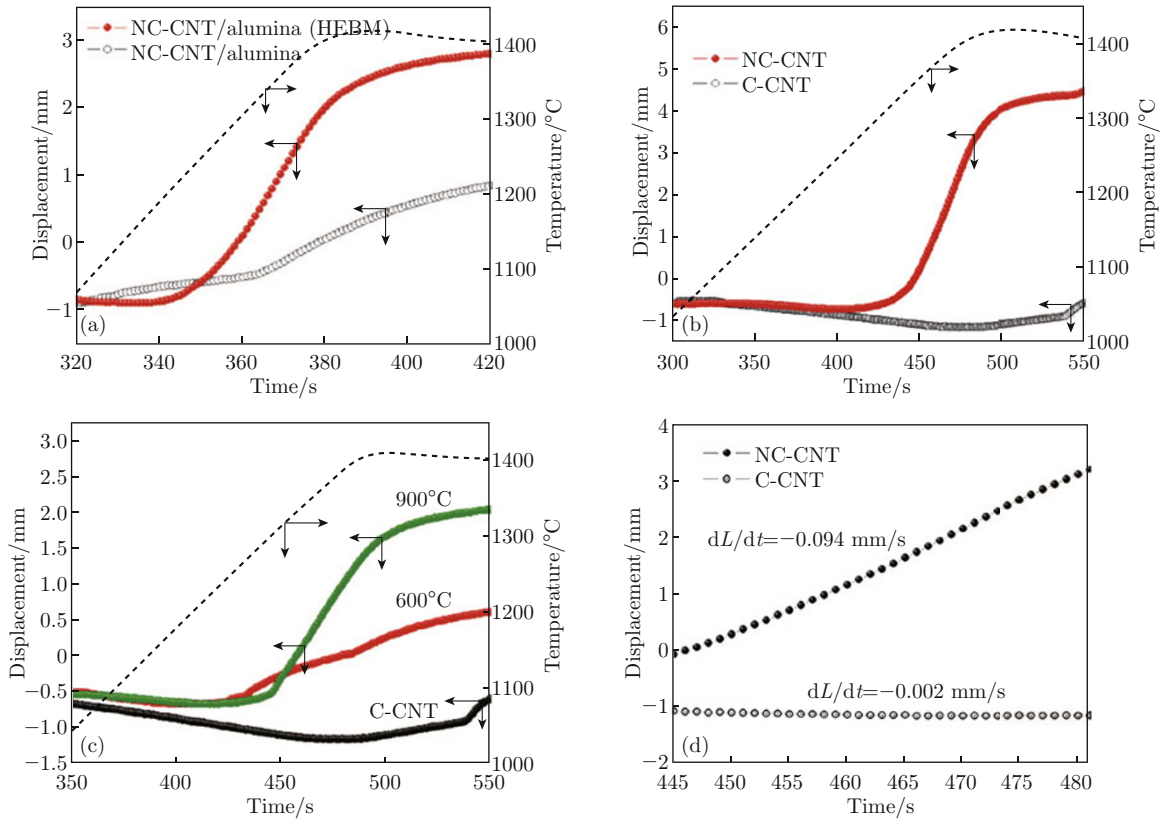 NC-CNT/alumina (HEBM)
NC-CNT/alumina
3
2
1
0
−1
Displacement/mm
1400
1300
1200
1100
1000
Temperature/°C
(a)
320 340 360 380 400 420
Time/s
NC-CNT
C-CNT
6
5
4
3
2
1
0
−1
Displacement/mm
1400
1300
1200
1100
1000
Temperature/°C
(b)
300 350 400 450 500 550
Time/s
3.0
2.5
2.0
1.5
1.0
0.5
0
−0.5
−1.0
−1.5
Displacement/mm
900°C
600°C
C-CNT
1400
1300
1200
1100
1000
Temperature/°C
(c)
350 400 450 500 550
Time/s
NC-CNT
C-CNT
4
3
2
1
0
−1
−2
Displacement/mm
dL/dt=−0.094 mm/s
dL/dt=−0.002 mm/s
(d)
445 450 455 460 465 470 475 480
Time/s